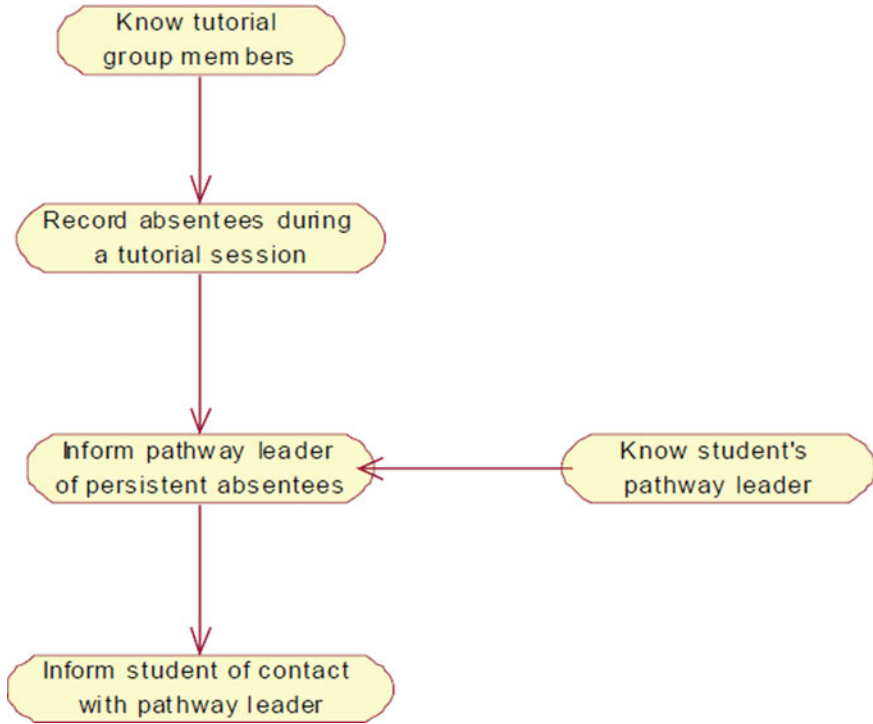 Know tutorial
group members
Record absentees during
a tutorial session
Inform pathway leader
of persistent absentees
Know student's
pathway leader
Inform student of contact
with pathway leader